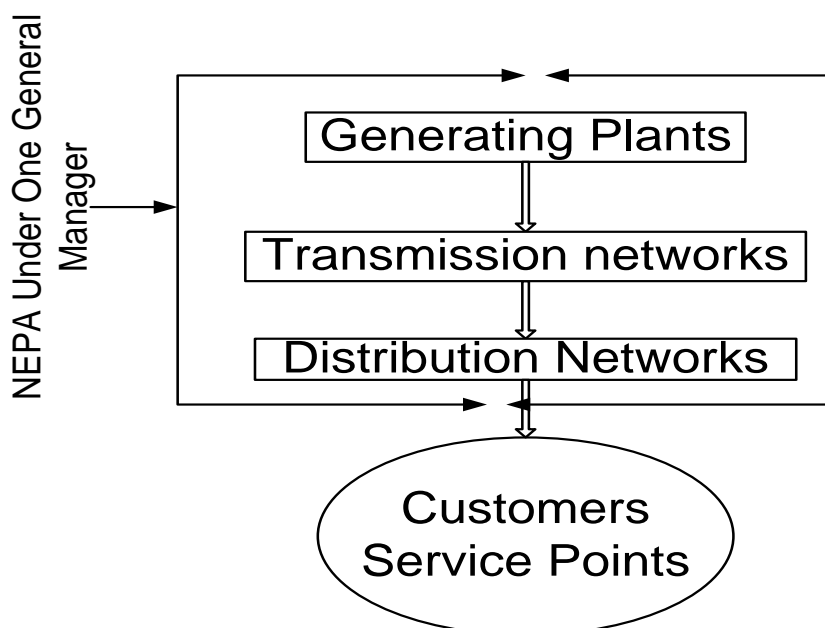 NEPA Under One General
Manager
Generating Plants
Transmission networks
Distribution Networks
Customers
Service Points